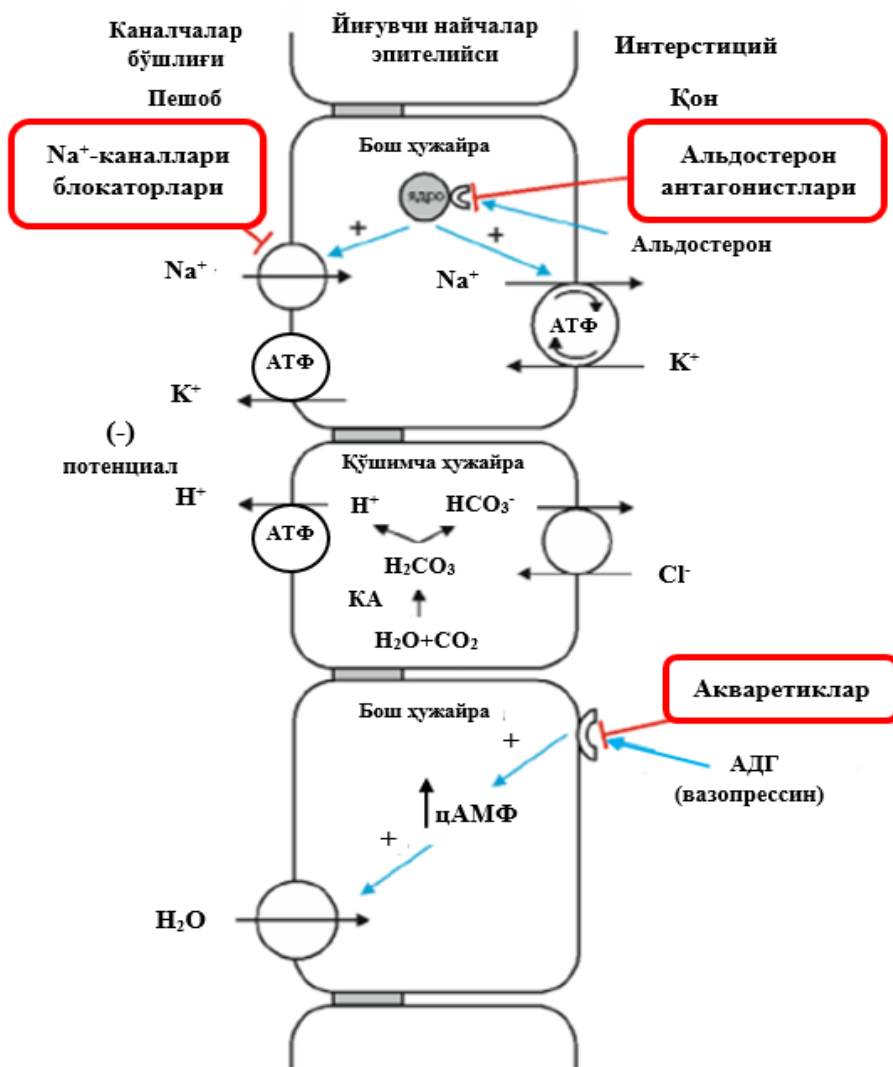 Каналчалар
бўшлиғи
Йиғувчи найчалар
эпителийси
Интерстиций
Пешоб
Қон
Na⁺-каналлари
блокаторлари
Бош ҳужайра
Альдостерон
антагонистлари
ядро
+
+
Альдостерон
Na⁺
Na⁺
АТФ
АТФ
K⁺
K⁺
(-)
потенциал
Қўшимча ҳужайра
H⁺
H⁺
HCO₃⁻
АТФ
H₂CO₃
Cl⁻
КА
H₂O+CO₂
Акваретиклар
Бош ҳужайра
+
АДГ
(вазопрессин)
цАМФ
+
H₂O